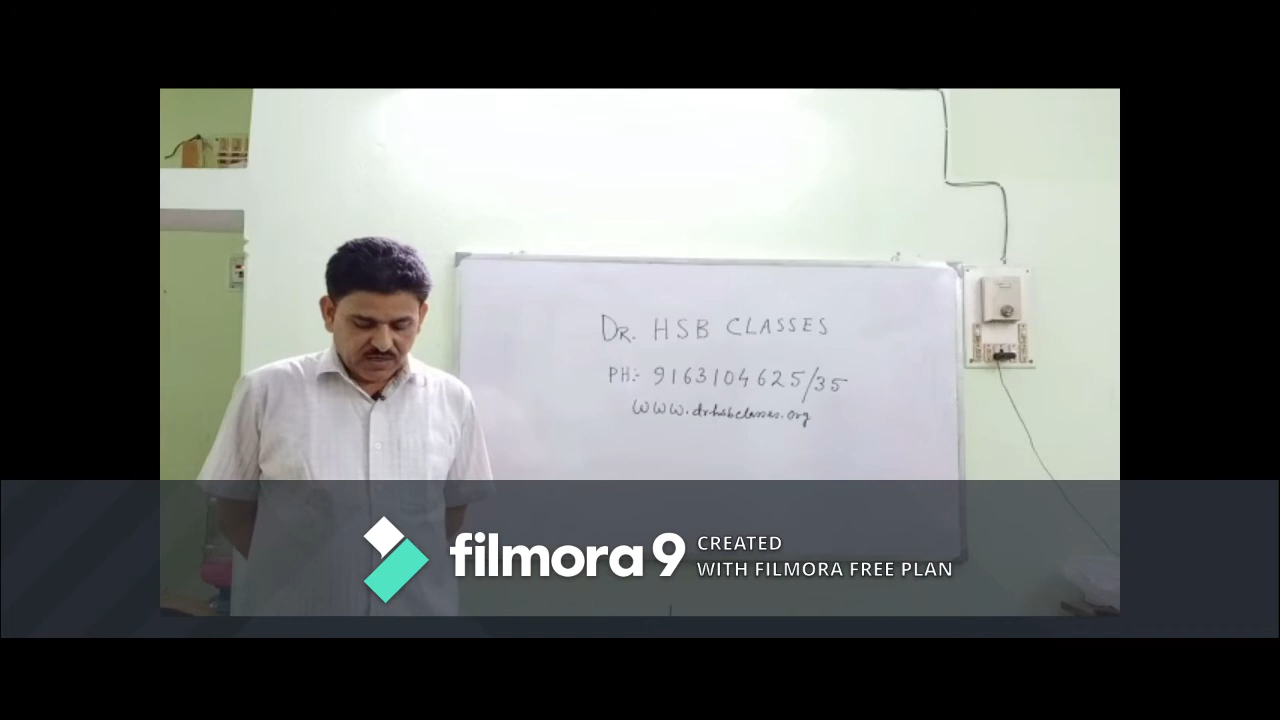 DR. HSB CLASSES
PH:- 9163104625/35
www.drhsbclasses.org
filmora 9 CREATED
WITH FILMORA FREE PLAN